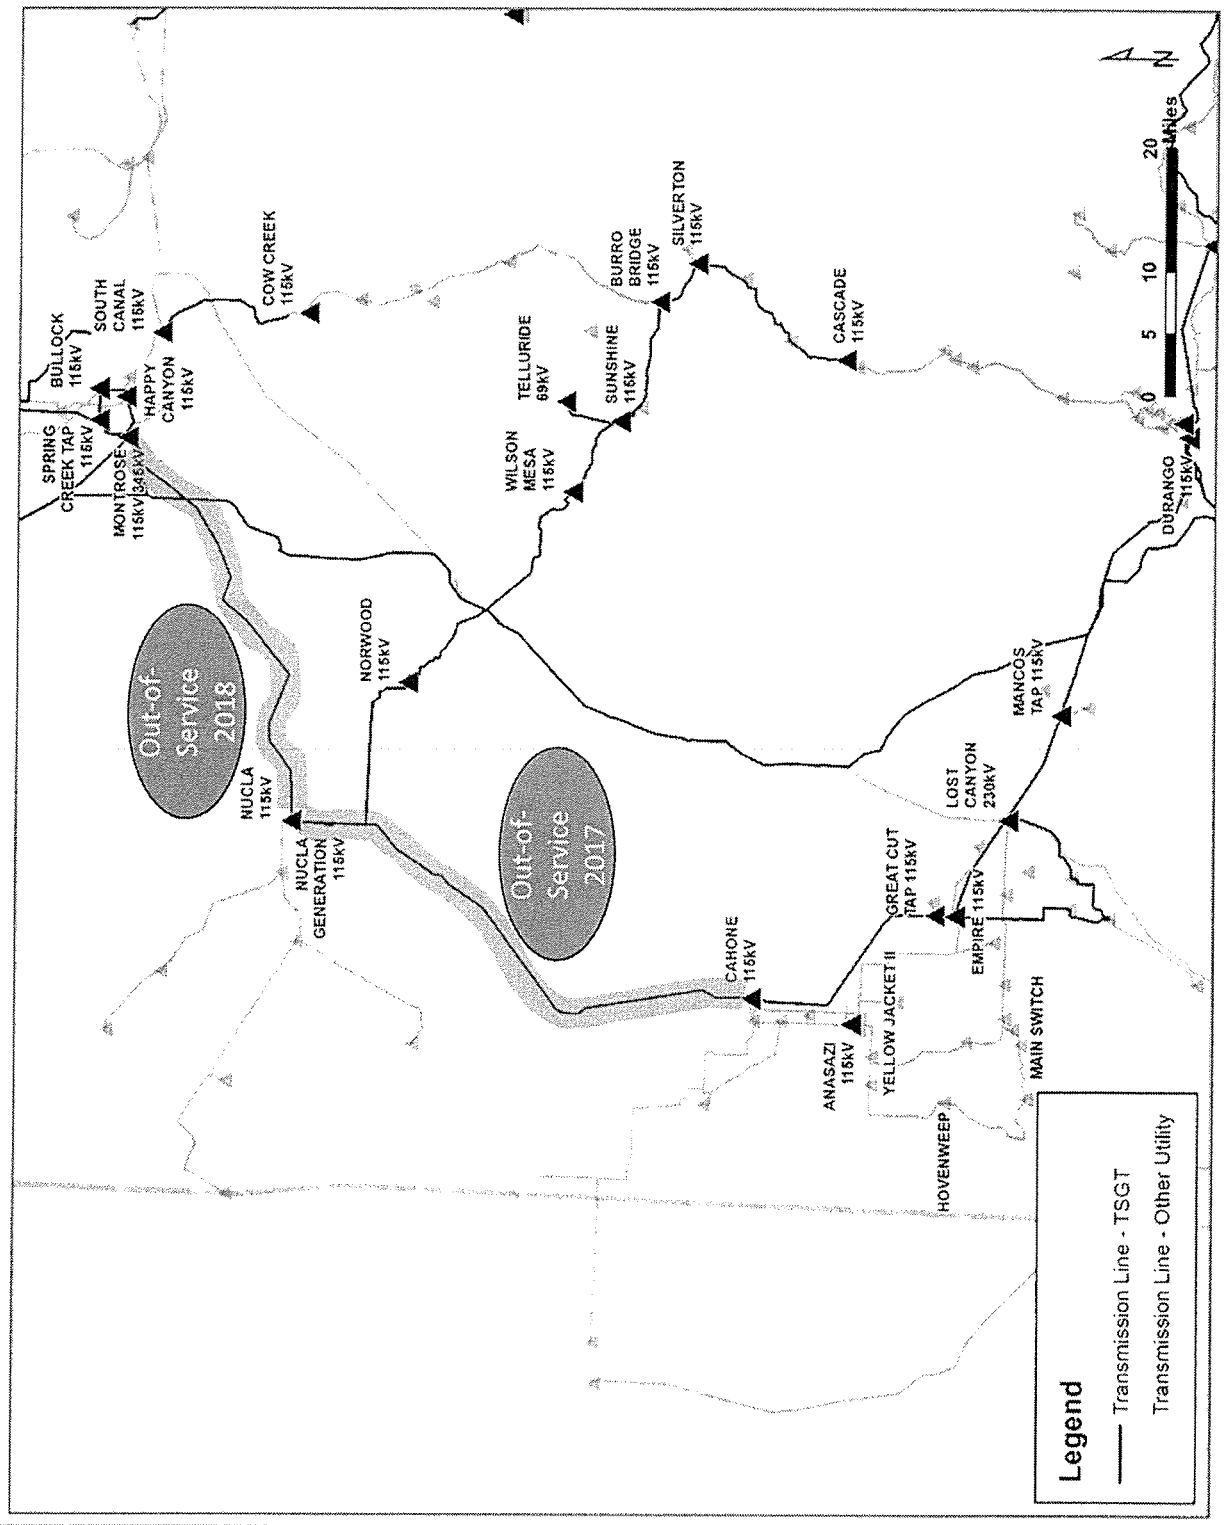 SPRING
CREEK TAP
115kV
BULLOCK
115kV
SOUTH
CANAL
115kV
MONTROSE
115kV 345kV
HAPPY
CANYON
115kV
COW CREEK
115kV
Out-of-
Service
2018
NUCLA
115kV
NUCLA
GENERATION
115kV
NORWOOD
115kV
WILSON
MESA
115kV
TELLURIDE
69kV
SUNSHINE
115kV
BURRO
BRIDGE
115kV
SILVERTON
115kV
CASCADE
115kV
Out-of-
Service
2017
CAHONE
115kV
ANASAZI
115kV
YELLOW JACKET II
GREAT CUT
TAP 115kV
EMPIRE 115kV
LOST
CANYON
230kV
MANCOS
TAP 115kV
DURANGO
115kV
HOVENWEEP
MAIN SWITCH
N
0 5 10 20
Miles
Legend
Transmission Line - TSGT
Transmission Line - Other Utility